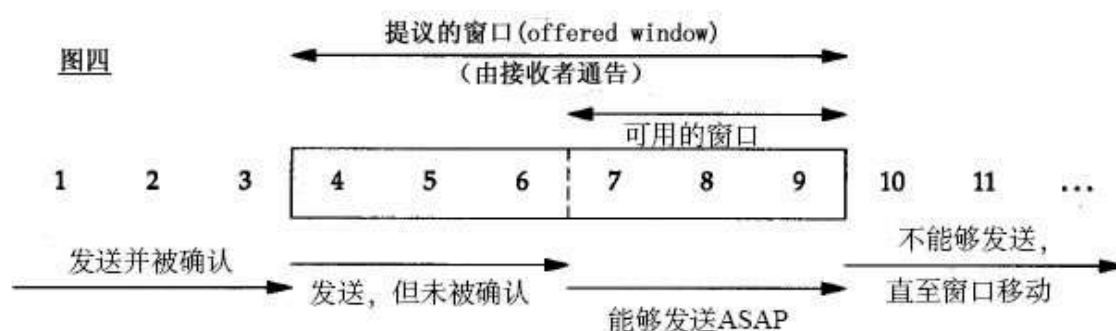 提议的窗口(offered window)
图四
（由接收者通告）
可用的窗口
1 2 3 4 5 6 7 8 9 10 11 ...
发送并被确认
发送，但未被确认
能够发送ASAP
不能够发送，
直至窗口移动